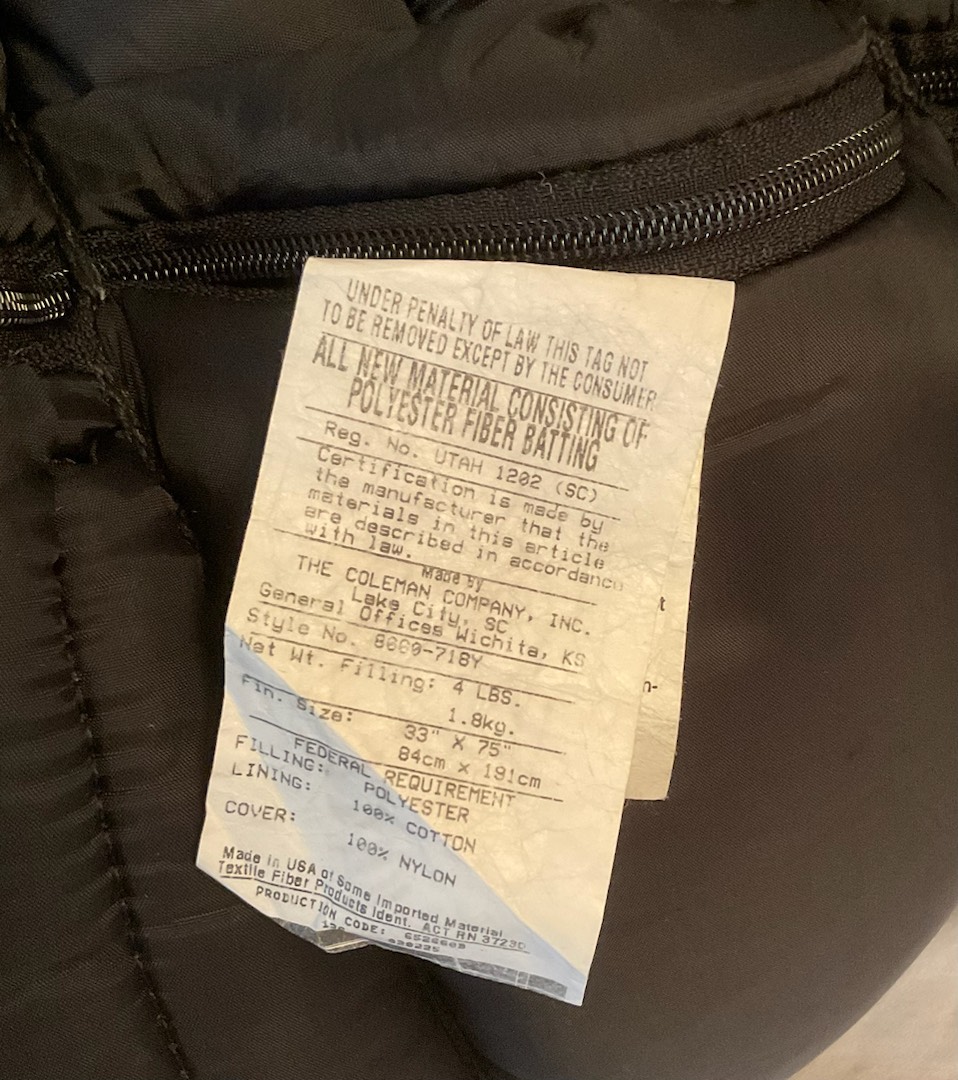 UNDER PENALTY OF LAW THIS TAG NOT
TO BE REMOVED EXCEPT BY THE CONSUMER
ALL NEW MATERIAL CONSISTING OF
POLYESTER FIBER BATTING
Reg. No. UTAH 1202 (SC)
Certification is made by
the manufacturer that the
materials in this article
are described in accordance
with law.
Made by
THE COLEMAN COMPANY, INC.
Lake City, SC
General Offices Wichita, KS
Style No. 8660-718Y
Net Wt. Filling: 4 LBS.
1.8kg.
Fin. Size: 33" X 75"
84cm x 191cm
FEDERAL REQUIREMENT
FILLING: POLYESTER
LINING: 100% COTTON
COVER: 100% NYLON
Made in USA of Some Imported Material
Textile Fiber Products Ident. ACT RN 37230
PRODUCTION CODE:
t
n-